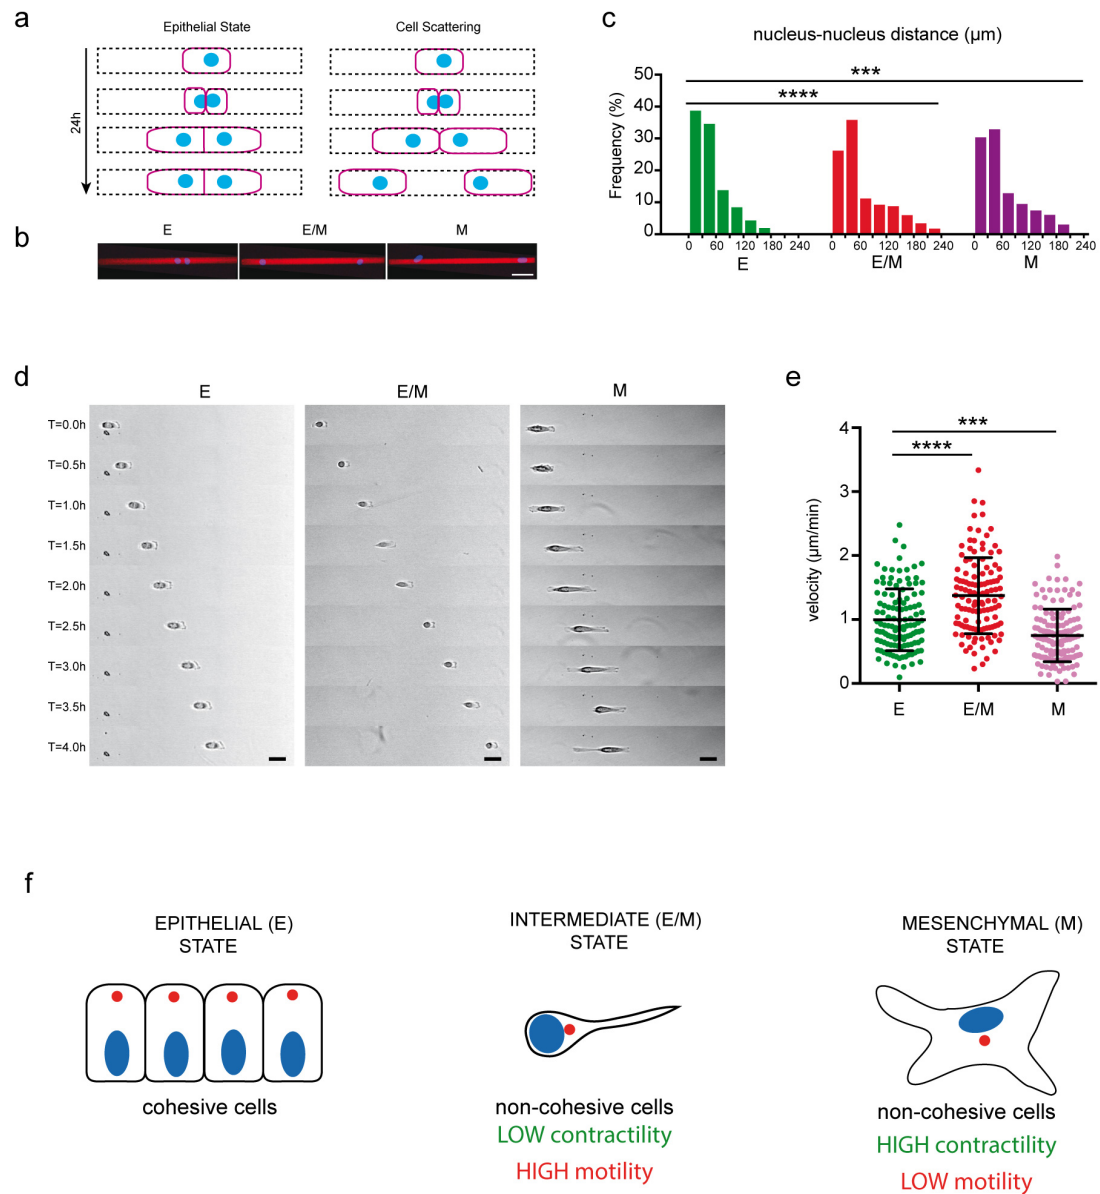 a
Epithelial State
Cell Scattering
24h
b
E
E/M
M
c
nucleus-nucleus distance (µm)
***
****
Frequency (%)
50
40
30
20
10
0
0 60 120 180 240
0 60 120 180 240
0 60 120 180 240
E
E/M
M
d
E
E/M
M
T=0.0h
T=0.5h
T=1.0h
T=1.5h
T=2.0h
T=2.5h
T=3.0h
T=3.5h
T=4.0h
e
***
****
velocity (µm/min)
4
3
2
1
0
E
E/M
M
f
EPITHELIAL (E)
STATE
cohesive cells
INTERMEDIATE (E/M)
STATE
non-cohesive cells
LOW contractility
HIGH motility
MESENCHYMAL (M)
STATE
non-cohesive cells
HIGH contractility
LOW motility